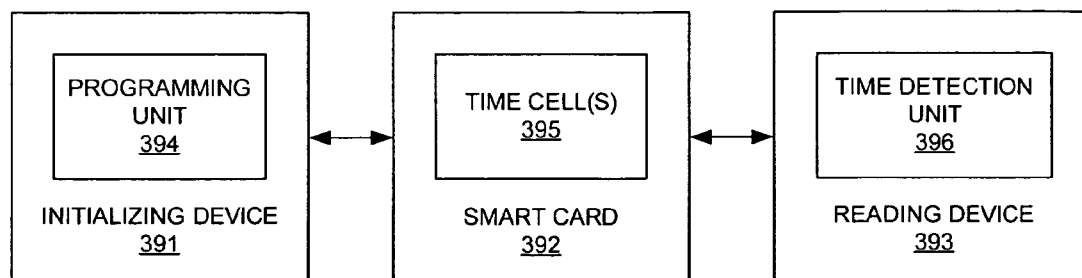 PROGRAMMING
UNIT
394
INITIALIZING DEVICE
391
TIME CELL(S)
395
SMART CARD
392
TIME DETECTION
UNIT
396
READING DEVICE
393